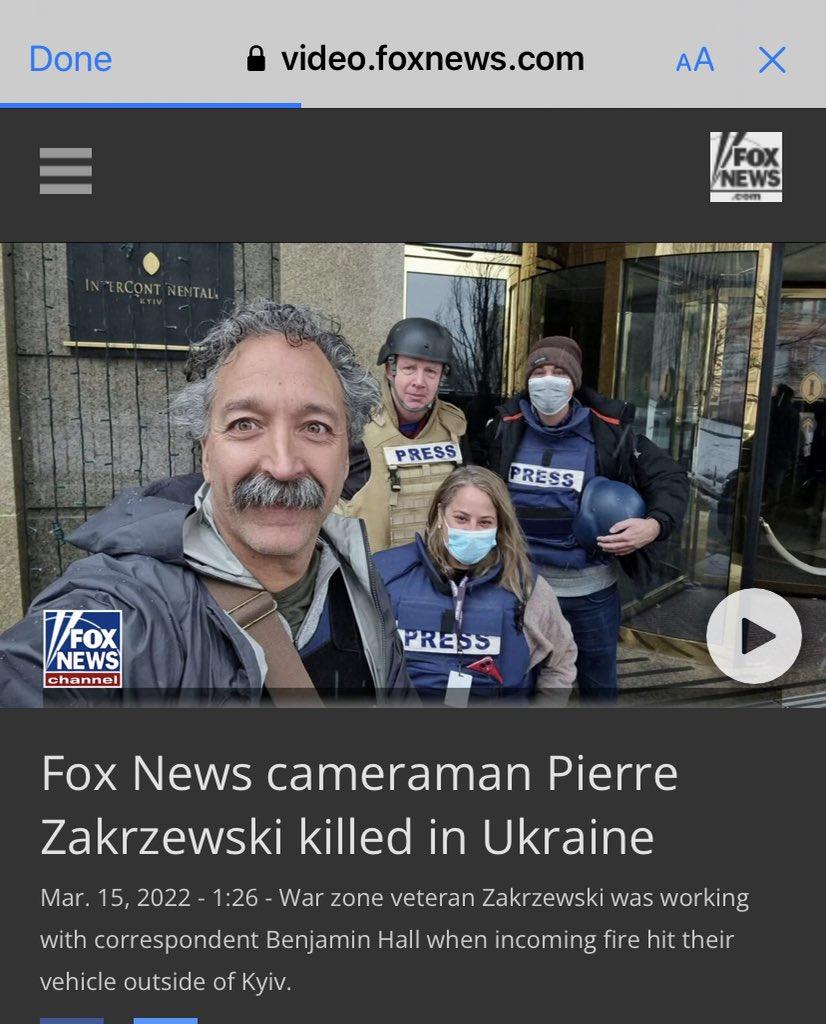 Done
video.foxnews.com
AA
FOX
NEWS
.com
INTERCONTINENTAL
KYIV
PRESS
PRESS
PRESS
FOX
NEWS
channel
Fox News cameraman Pierre
Zakrzewski killed in Ukraine
Mar. 15, 2022 - 1:26 - War zone veteran Zakrzewski was working
with correspondent Benjamin Hall when incoming fire hit their
vehicle outside of Kyiv.